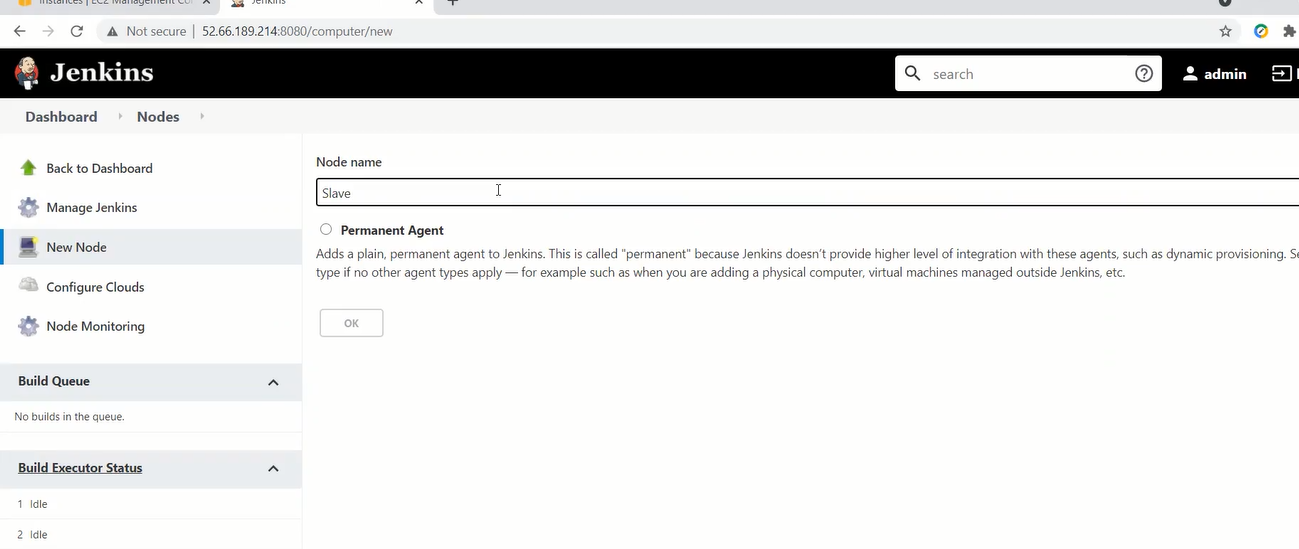 Instances | EC2 Management Co
Jenkins
Not secure | 52.66.189.214:8080/computer/new
Jenkins
search
admin
Dashboard
Nodes
Back to Dashboard
Manage Jenkins
New Node
Configure Clouds
Node Monitoring
Build Queue
No builds in the queue.
Build Executor Status
1 Idle
2 Idle
Node name
Slave
Permanent Agent
Adds a plain, permanent agent to Jenkins. This is called "permanent" because Jenkins doesn't provide higher level of integration with these agents, such as dynamic provisioning.
type if no other agent types apply — for example such as when you are adding a physical computer, virtual machines managed outside Jenkins, etc.
OK